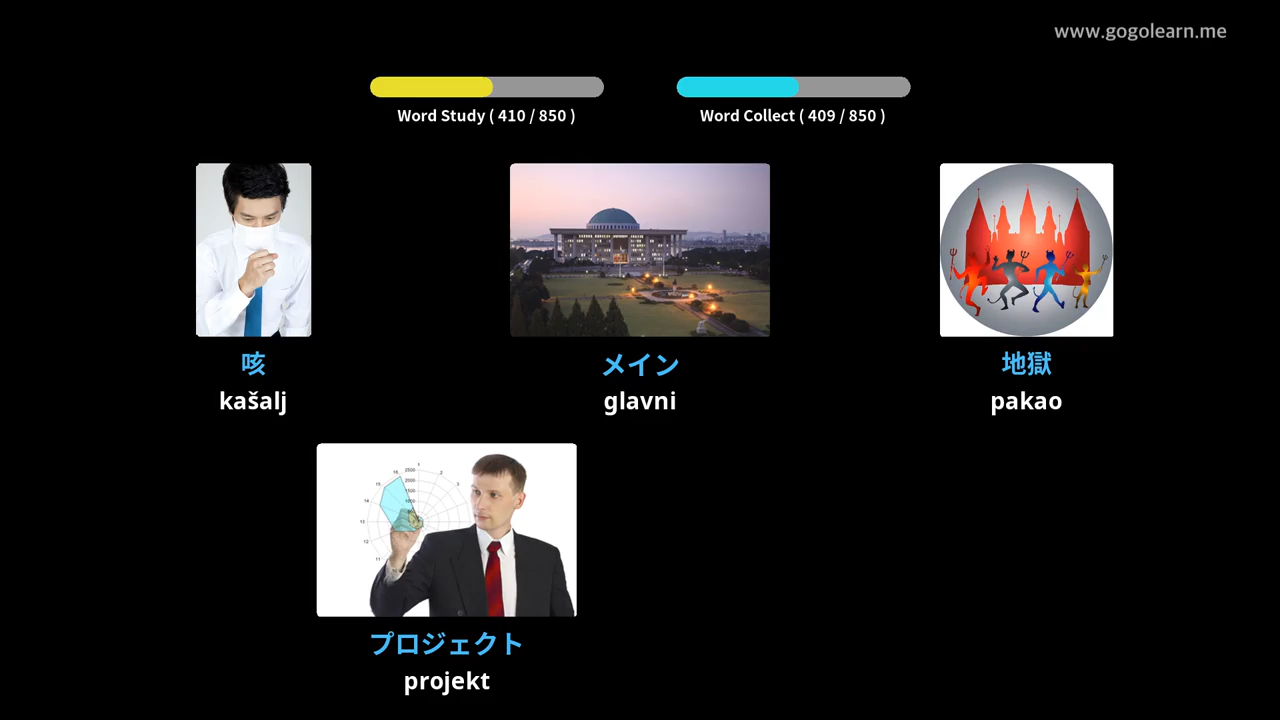 www.gogolearn.me
Word Study ( 410 / 850 )
Word Collect ( 409 / 850 )
咳
kašalj
メイン
glavni
地獄
pakao
プロジェクト
projekt